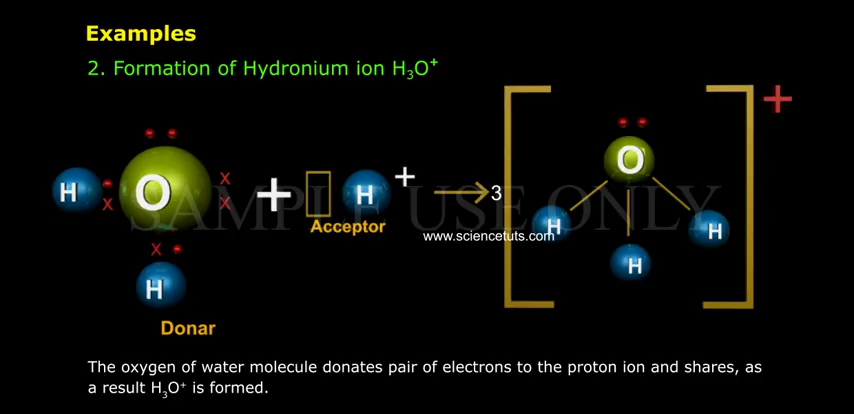 Examples
2. Formation of Hydronium ion H₃O⁺
+
H O x x x + H + 3 O
SAMPLE USE ONLY
Acceptor
www.sciencetuts.com
H H
x
H H
Donar
The oxygen of water molecule donates pair of electrons to the proton ion and shares, as
a result H₃O⁺ is formed.